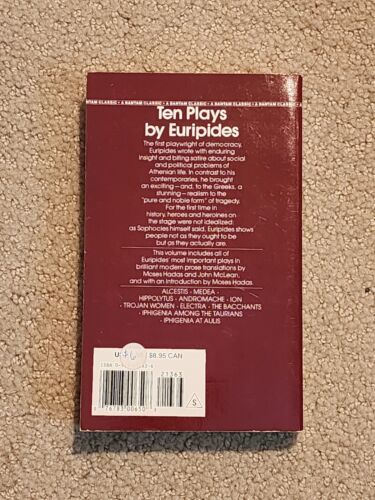 BANTAM CLASSIC • A BANTAM CLASSIC • A BANTAM CLASSIC • A BANTAM CLASSIC • A BANTAM CLASSIC
Ten Plays
by Euripides
The first playwright of democracy,
Euripides wrote with enduring
insight and biting satire about social
and political problems of
Athenian life. In contrast to his
contemporaries, he brought
an exciting—and, to the Greeks, a
stunning—realism to the
"pure and noble form" of tragedy.
For the first time in
history, heroes and heroines on
the stage were not idealized:
as Sophocles himself said, Euripides shows
people not as they ought to be
but as they actually are.
This volume includes all of
Euripides' most important plays in
brilliant modern prose translations by
Moses Hadas and John McLean,
and with an Introduction by Moses Hadas.
ALCESTIS • MEDEA •
HIPPOLYTUS • ANDROMACHE • ION
• TROJAN WOMEN • ELECTRA • THE BACCHANTS
• IPHIGENIA AMONG THE TAURIANS
• IPHIGENIA AT AULIS
$8.95 CAN
ISBN 0-
21363
76783 00650
S